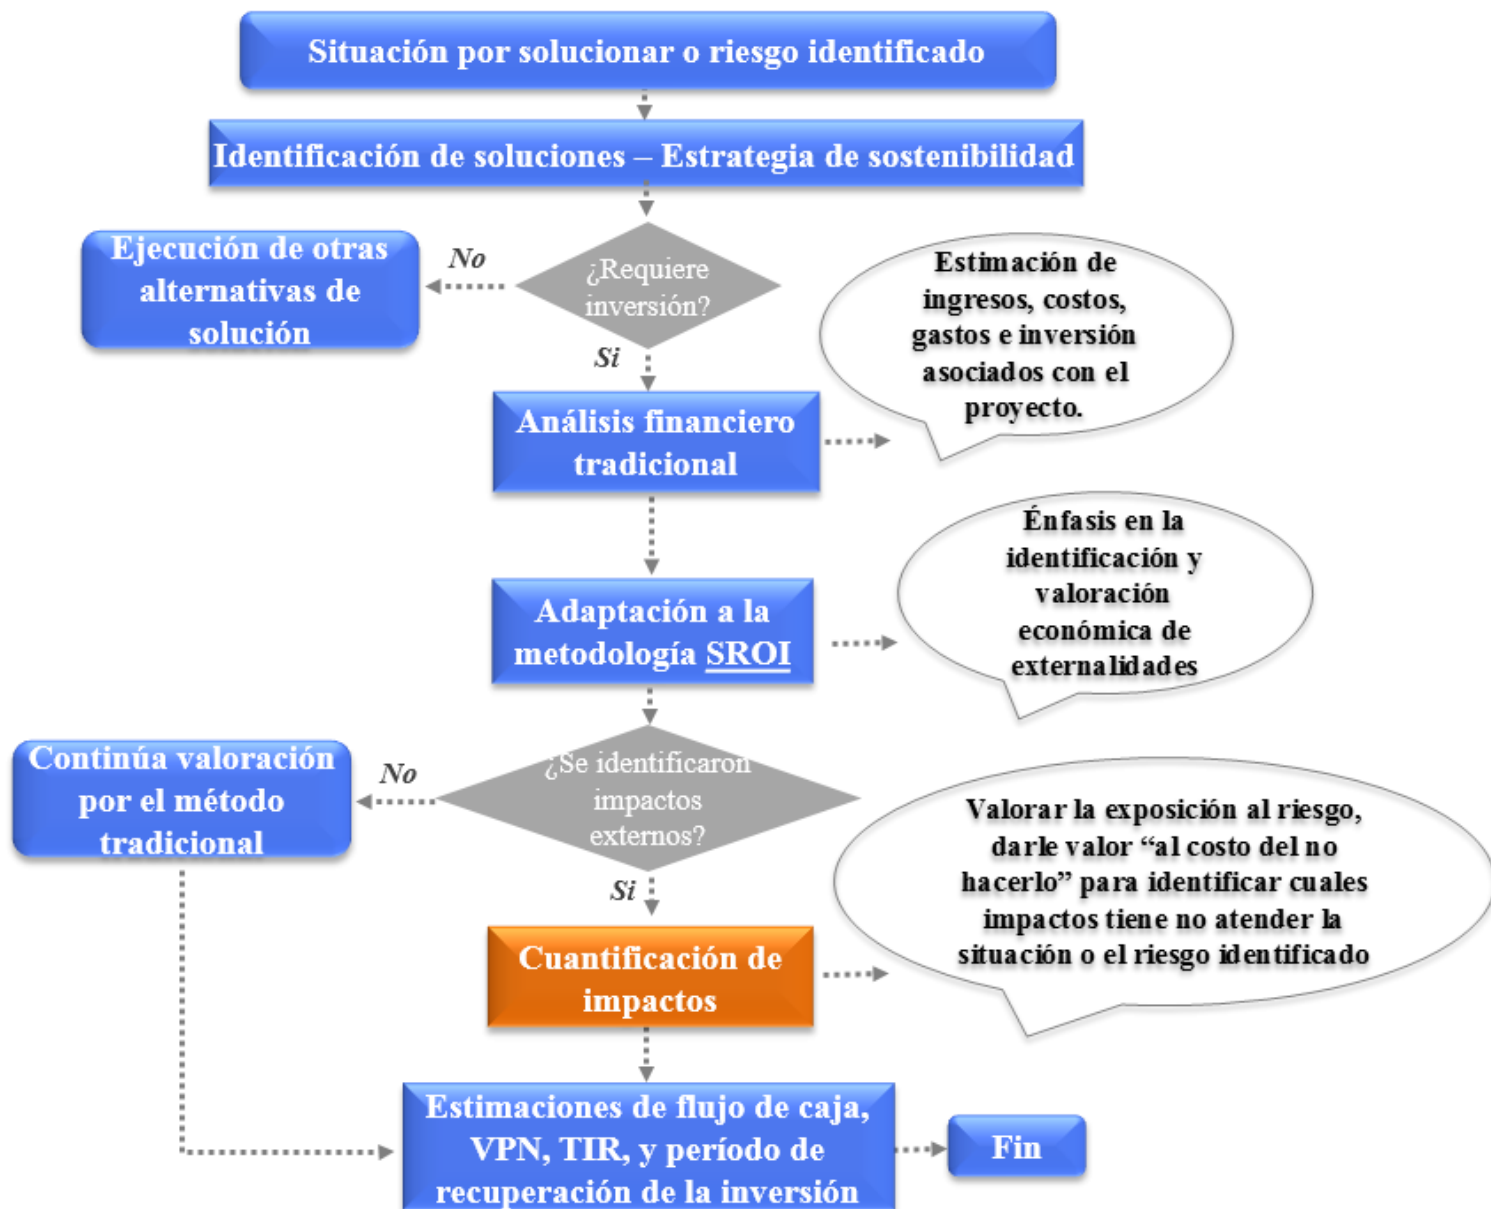 Situación por solucionar o riesgo identificado
Identificación de soluciones – Estrategia de sostenibilidad
Ejecución de otras
alternativas de
solución
No
¿Requiere
inversión?
Si
Estimación de
ingresos, costos,
gastos e inversión
asociados con el
proyecto.
Análisis financiero
tradicional
Énfasis en la
identificación y
valoración
económica de
externalidades
Adaptación a la
metodología SROI
Continúa valoración
por el método
tradicional
No
¿Se identificaron
impactos
externos?
Si
Valorar la exposición al riesgo,
darle valor “al costo del no
hacerlo” para identificar cuales
impactos tiene no atender la
situación o el riesgo identificado
Cuantificación de
impactos
Estimaciones de flujo de caja,
VPN, TIR, y período de
recuperación de la inversión
Fin